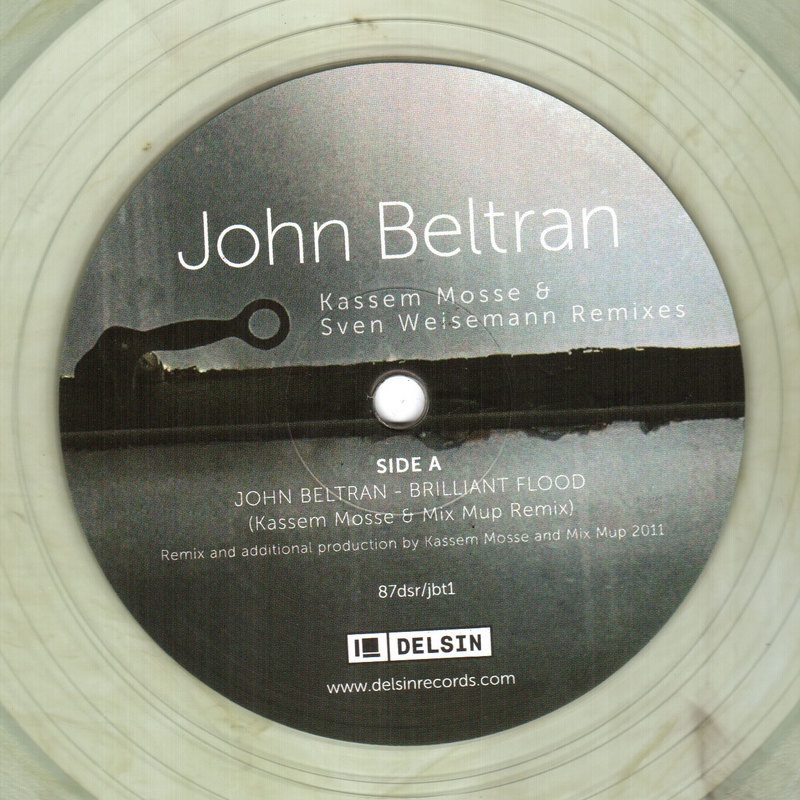 John Beltran
Kassem Mosse &
Sven Weisemann Remixes
SIDE A
JOHN BELTRAN - BRILLIANT FLOOD
(Kassem Mosse & Mix Mup Remix)
Remix and additional production by Kassem Mosse and Mix Mup 2011
87dsr/jbt1
DELSIN
www.delsinrecords.com